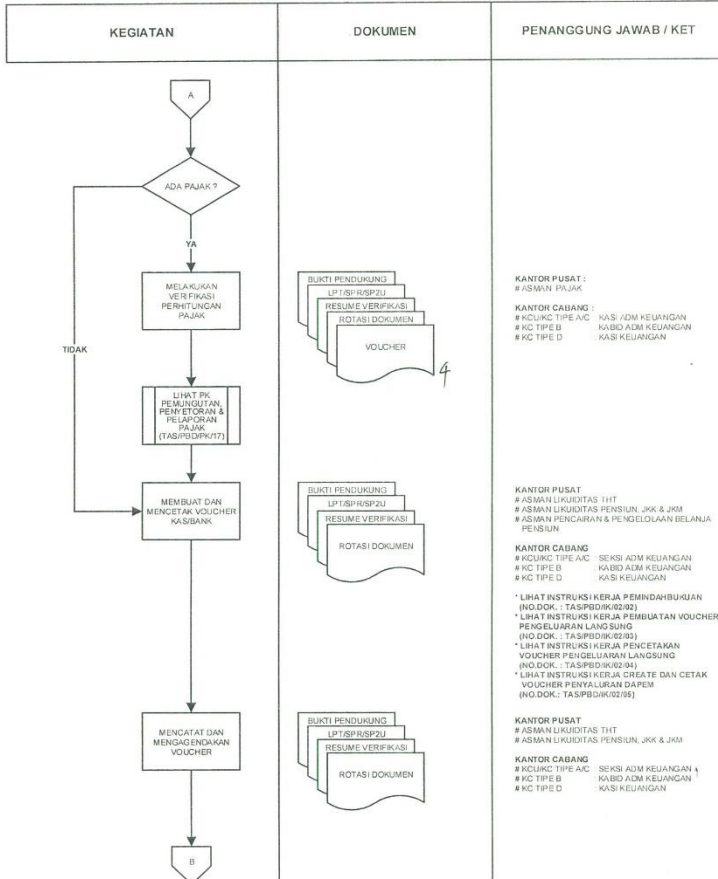 KEGIATAN
DOKUMEN
PENANGGUNG JAWAB / KET
A
ADA PAJAK ?
YA
TIDAK
MELAKUKAN
VERIFIKASI
PERHITUNGAN
PAJAK
BUKTI PENDUKUNG
LPT/SPR/SP2U
RESUME VERIFIKASI
ROTASI DOKUMEN
VOUCHER
4
KANTOR PUSAT :
# ASMAN PAJAK
KANTOR CABANG :
# KCU/KC TIPE A/C : KASI ADM KEUANGAN
# KC TIPE B : KABID ADM KEUANGAN
# KC TIPE D : KASI KEUANGAN
LIHAT PK
PEMUNGUTAN,
PENYETORAN &
PELAPORAN
PAJAK
(TAS/PBD/PK/17)
MEMBUAT DAN
MENCETAK VOUCHER
KAS/BANK
BUKTI PENDUKUNG
LPT/SPR/SP2U
RESUME VERIFIKASI
ROTASI DOKUMEN
KANTOR PUSAT
# ASMAN LIKUIDITAS THT
# ASMAN LIKUIDITAS PENSIUN, JKK & JKM
# ASMAN PENCAIRAN & PENGELOLAAN BELANJA
PENSIUN
KANTOR CABANG
# KCU/KC TIPE A/C : SEKSI ADM KEUANGAN
# KC TIPE B : KABID ADM KEUANGAN
# KC TIPE D : KASI KEUANGAN
* LIHAT INSTRUKSI KERJA PEMINDAHBUKUAN
(NO.DOK. : TAS/PBD/IK/02/02)
* LIHAT INSTRUKSI KERJA PEMBUATAN VOUCHER
PENGELUARAN LANGSUNG
(NO.DOK. : TAS/PBD/IK/02/03)
* LIHAT INSTRUKSI KERJA PENCETAKAN
VOUCHER PENGELUARAN LANGSUNG
(NO.DOK. : TAS/PBD/IK/02/04)
* LIHAT INSTRUKSI KERJA CREATE DAN CETAK
VOUCHER PENYALURAN DAPEM
(NO.DOK.: TAS/PBD/IK/02/05)
MENCATAT DAN
MENGAGENDAKAN
VOUCHER
BUKTI PENDUKUNG
LPT/SPR/SP2U
RESUME VERIFIKASI
ROTASI DOKUMEN
KANTOR PUSAT
# ASMAN LIKUIDITAS THT
# ASMAN LIKUIDITAS PENSIUN, JKK & JKM
KANTOR CABANG
# KCU/KC TIPE A/C : SEKSI ADM KEUANGAN
# KC TIPE B : KABID ADM KEUANGAN
# KC TIPE D : KASI KEUANGAN
B